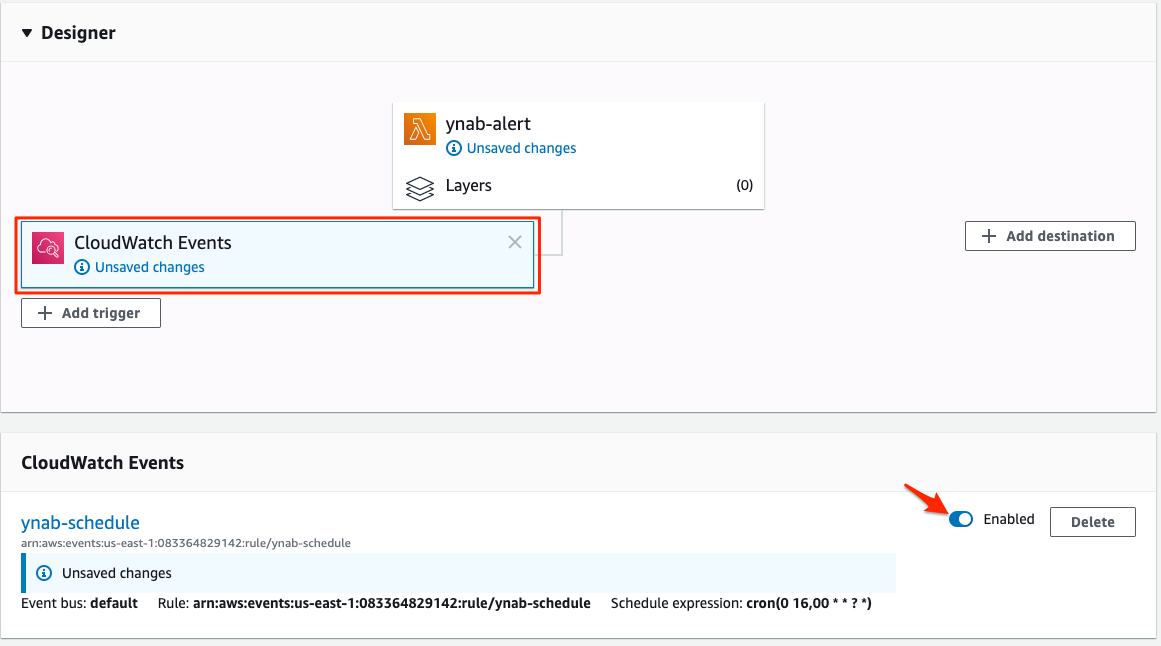 Designer
ynab-alert
Unsaved changes
Layers (0)
CloudWatch Events
Unsaved changes
Add destination
Add trigger
CloudWatch Events
ynab-schedule
Enabled
Delete
arn:aws:events:us-east-1:083364829142:rule/ynab-schedule
Unsaved changes
Event bus: default Rule: arn:aws:events:us-east-1:083364829142:rule/ynab-schedule Schedule expression: cron(0 16,00 * * ? *)